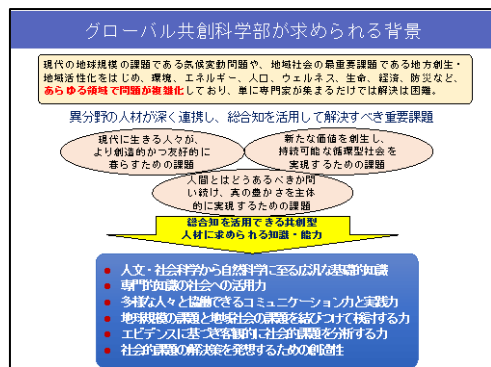 グローバル共創科学部が求められる背景
現代の地球規模の課題である気候変動問題や、地域社会の最重要課題である地方創生・
地域活性化をはじめ、環境、エネルギー、人口、ウェルネス、生命、経済、防災など、
あらゆる領域で問題が複雑化しており、単に専門家が集まるだけでは解決は困難。
異分野の人材が深く連携し、総合知を活用して解決すべき重要課題
現代に生きる人々が、
より創造的かつ友好的に
暮らすための課題
新たな価値を創生し、
持続可能な循環型社会を
実現するための課題
人間とはどうあるべきか問
い続け、真の豊かさを主体
的に実現するための課題
総合知を活用できる共創型
人材に求められる知識・能力
● 人文・社会科学から自然科学に至る広汎な基礎的知識
● 専門的知識の社会への活用力
● 多様な人々と協働できるコミュニケーション力と実践力
● 地球規模の課題と地域社会の課題を結びつけて検討する力
● エビデンスに基づき客観的に社会的課題を分析する力
● 社会的課題の解決策を発想するための創造性